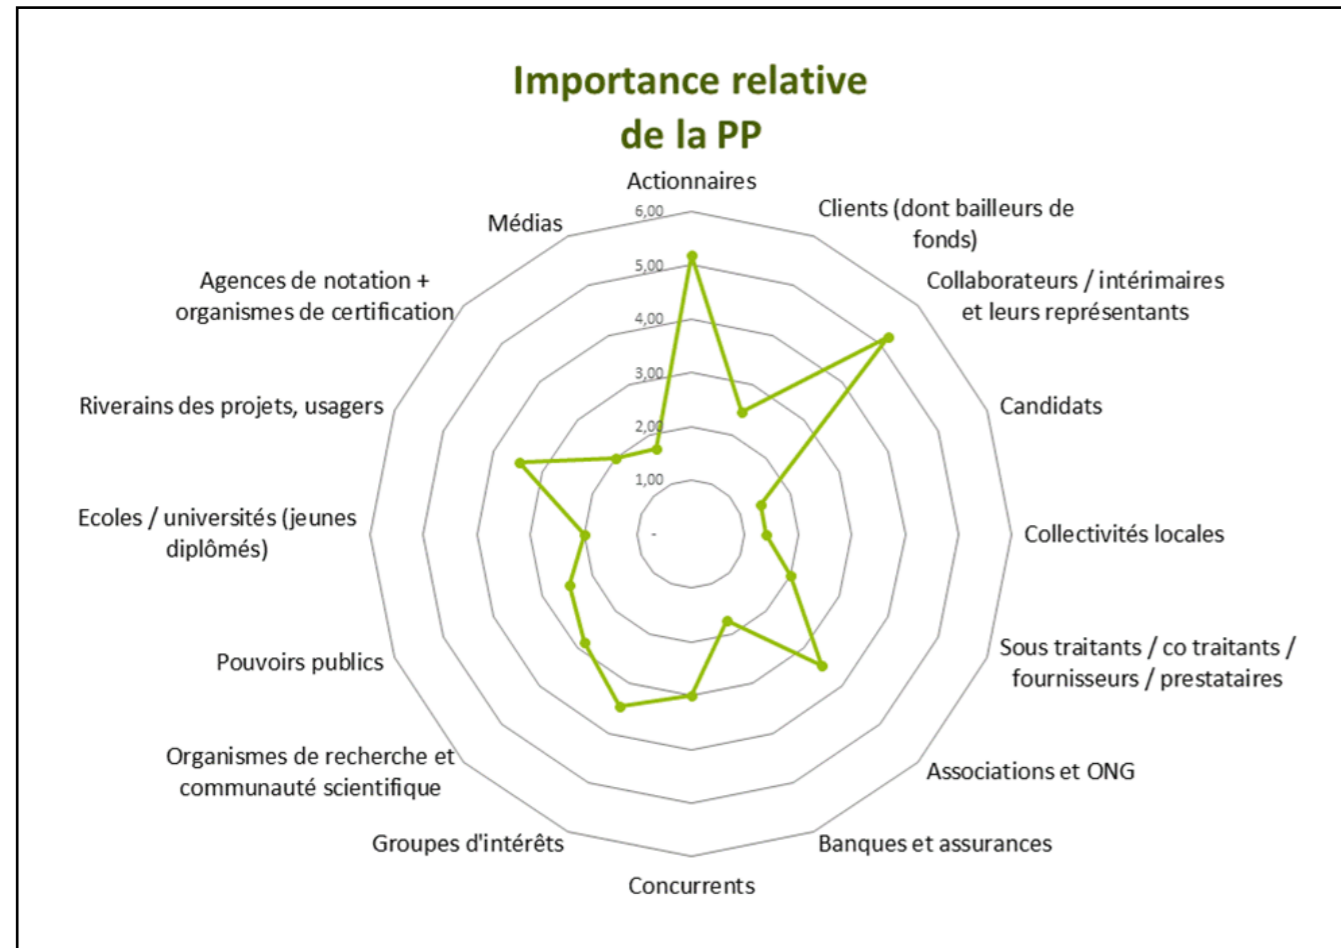 Importance relative
de la PP
Actionnaires
6,00
5,00
4,00
3,00
2,00
1,00
-
Clients (dont bailleurs de
fonds)
Collaborateurs / intérimaires
et leurs représentants
Candidats
Collectivités locales
Sous traitants / co traitants /
fournisseurs / prestataires
Associations et ONG
Banques et assurances
Concurrents
Groupes d'intérêts
Organismes de recherche et
communauté scientifique
Pouvoirs publics
Ecoles / universités (jeunes
diplômés)
Riverains des projets, usagers
Agences de notation +
organismes de certification
Médias